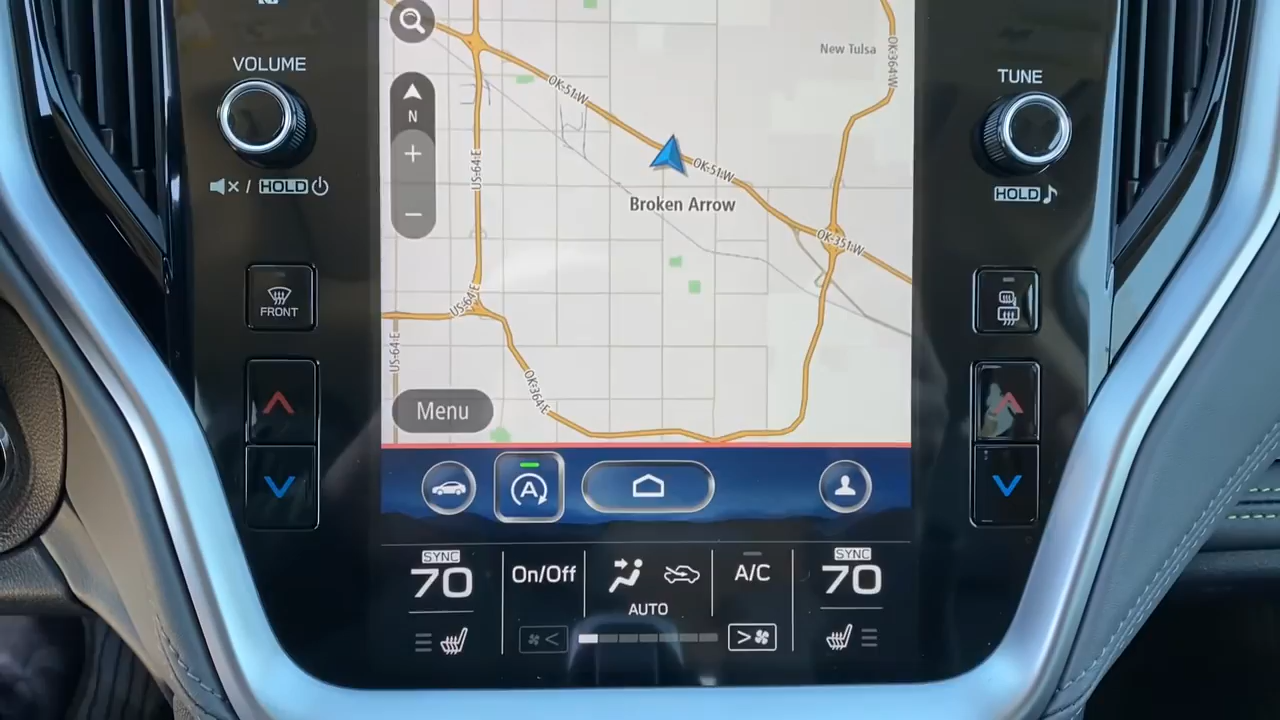 VOLUME
/ HOLD
FRONT
N
+
−
US-64 E
US-64 E
US-64 E
OK-51 W
OK-51 W
OK-351 W
OK-364 W
OK-364 E
New Tulsa
Broken Arrow
Menu
TUNE
HOLD
A
SYNC
70
On/Off
AUTO
A/C
SYNC
70
<
>